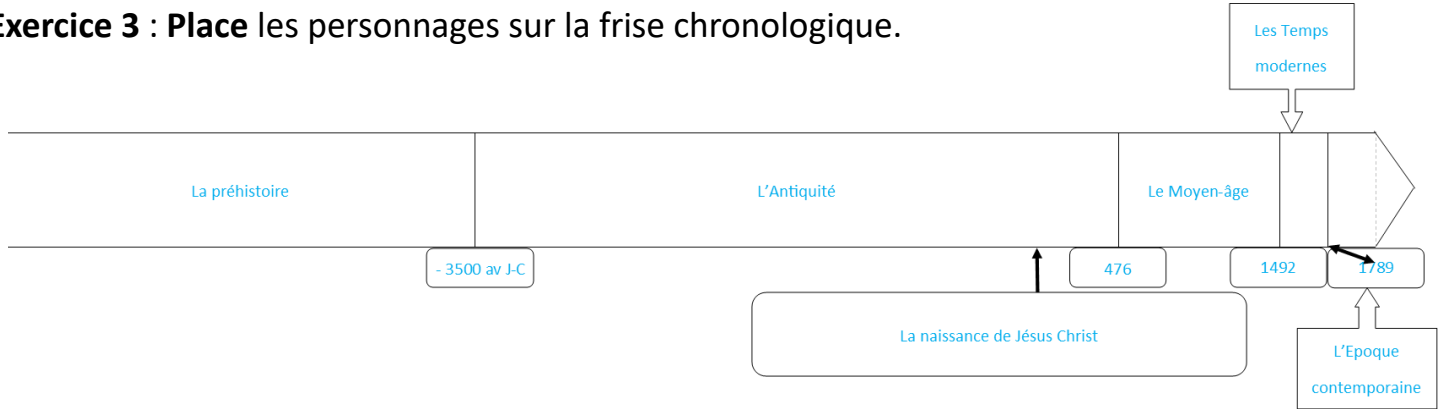 Exercice 3 : Place les personnages sur la frise chronologique.
Les Temps
modernes
La préhistoire
L'Antiquité
Le Moyen-âge
- 3500 av J-C
476
1492
1789
La naissance de Jésus Christ
L'Epoque
contemporaine